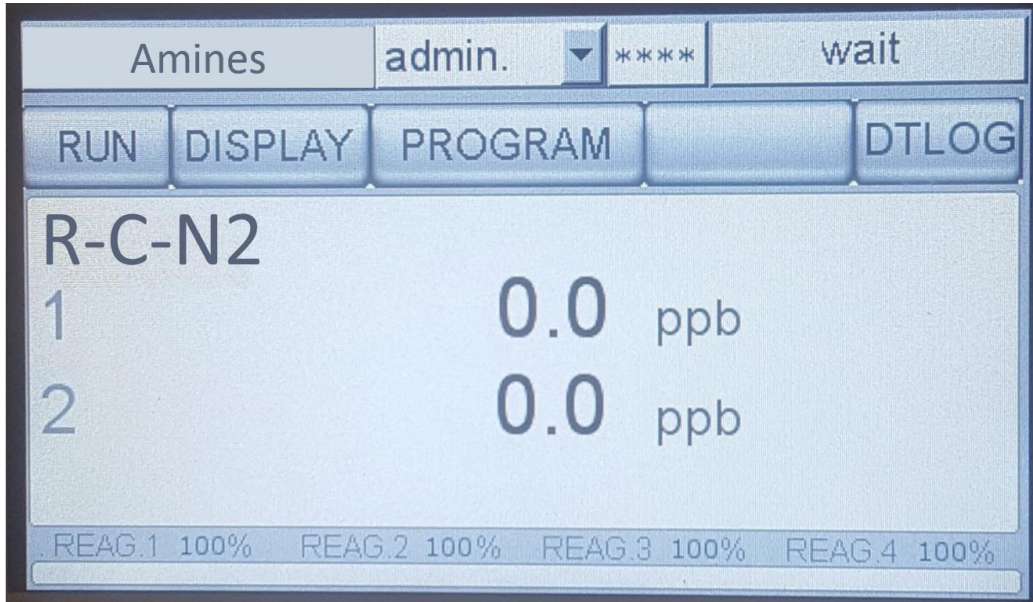 Amines admin. **** wait
RUN DISPLAY PROGRAM DTLOG
R-C-N2
1 0.0 ppb
2 0.0 ppb
REAG.1 100% REAG.2 100% REAG.3 100% REAG.4 100%